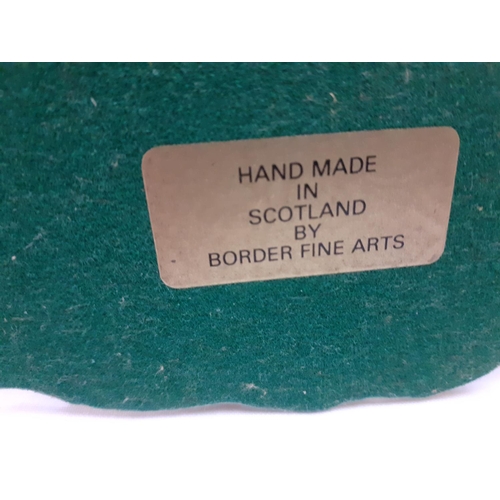 HAND MADE
IN
SCOTLAND
BY
BORDER FINE ARTS